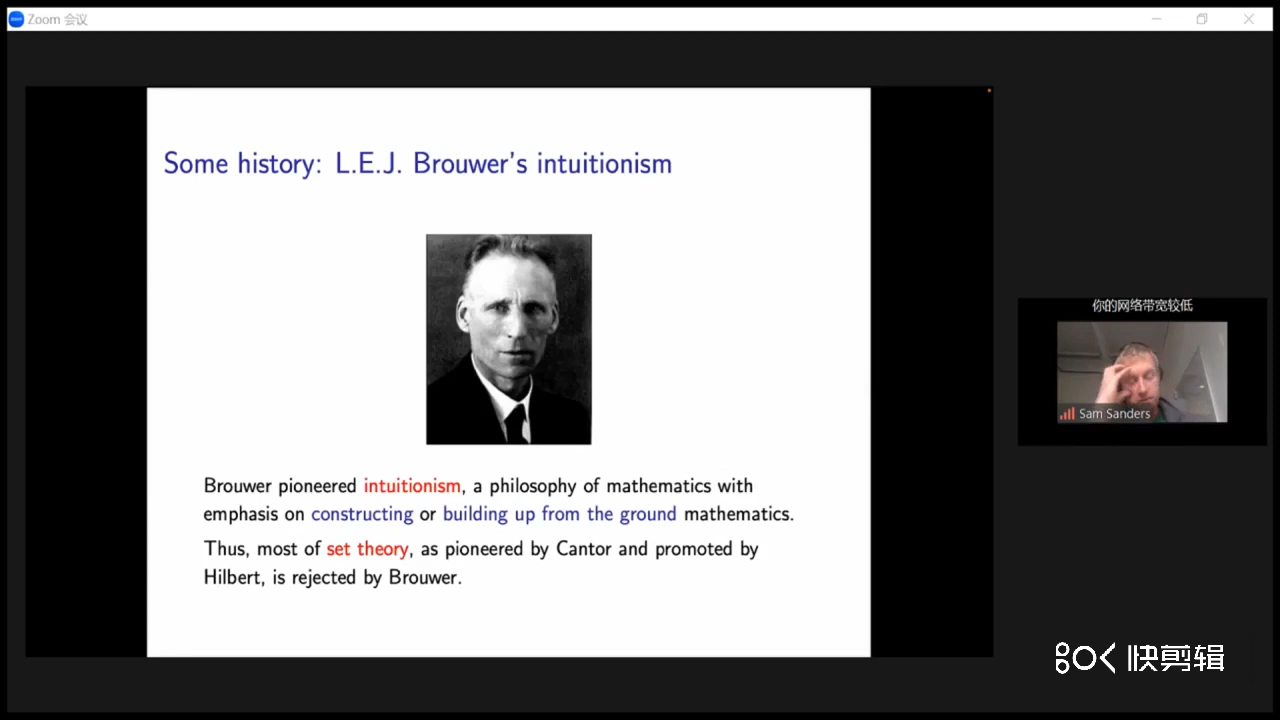 zoom Zoom 会议
Some history: L.E.J. Brouwer's intuitionism
Brouwer pioneered intuitionism, a philosophy of mathematics with
emphasis on constructing or building up from the ground mathematics.
Thus, most of set theory, as pioneered by Cantor and promoted by
Hilbert, is rejected by Brouwer.
你的网络带宽较低
Sam Sanders
快剪辑